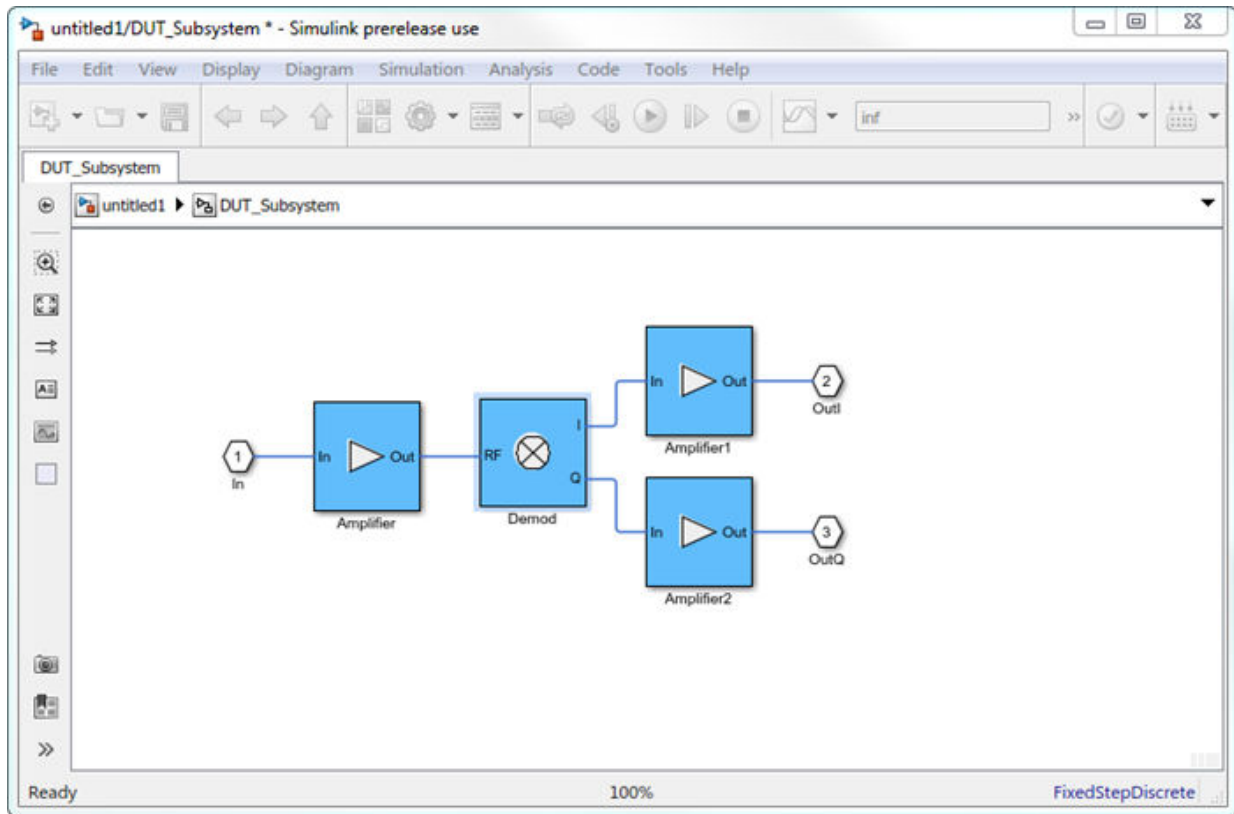 untitled1/DUT_Subsystem * - Simulink prerelease use
File Edit View Display Diagram Simulation Analysis Code Tools Help
inf »
DUT_Subsystem
untitled1 DUT_Subsystem
In Out
Amplifier1
2
OutI
1
In
In Out
Amplifier
RF I Q
Demod
In Out
Amplifier2
3
OutQ
»
Ready 100% FixedStepDiscrete